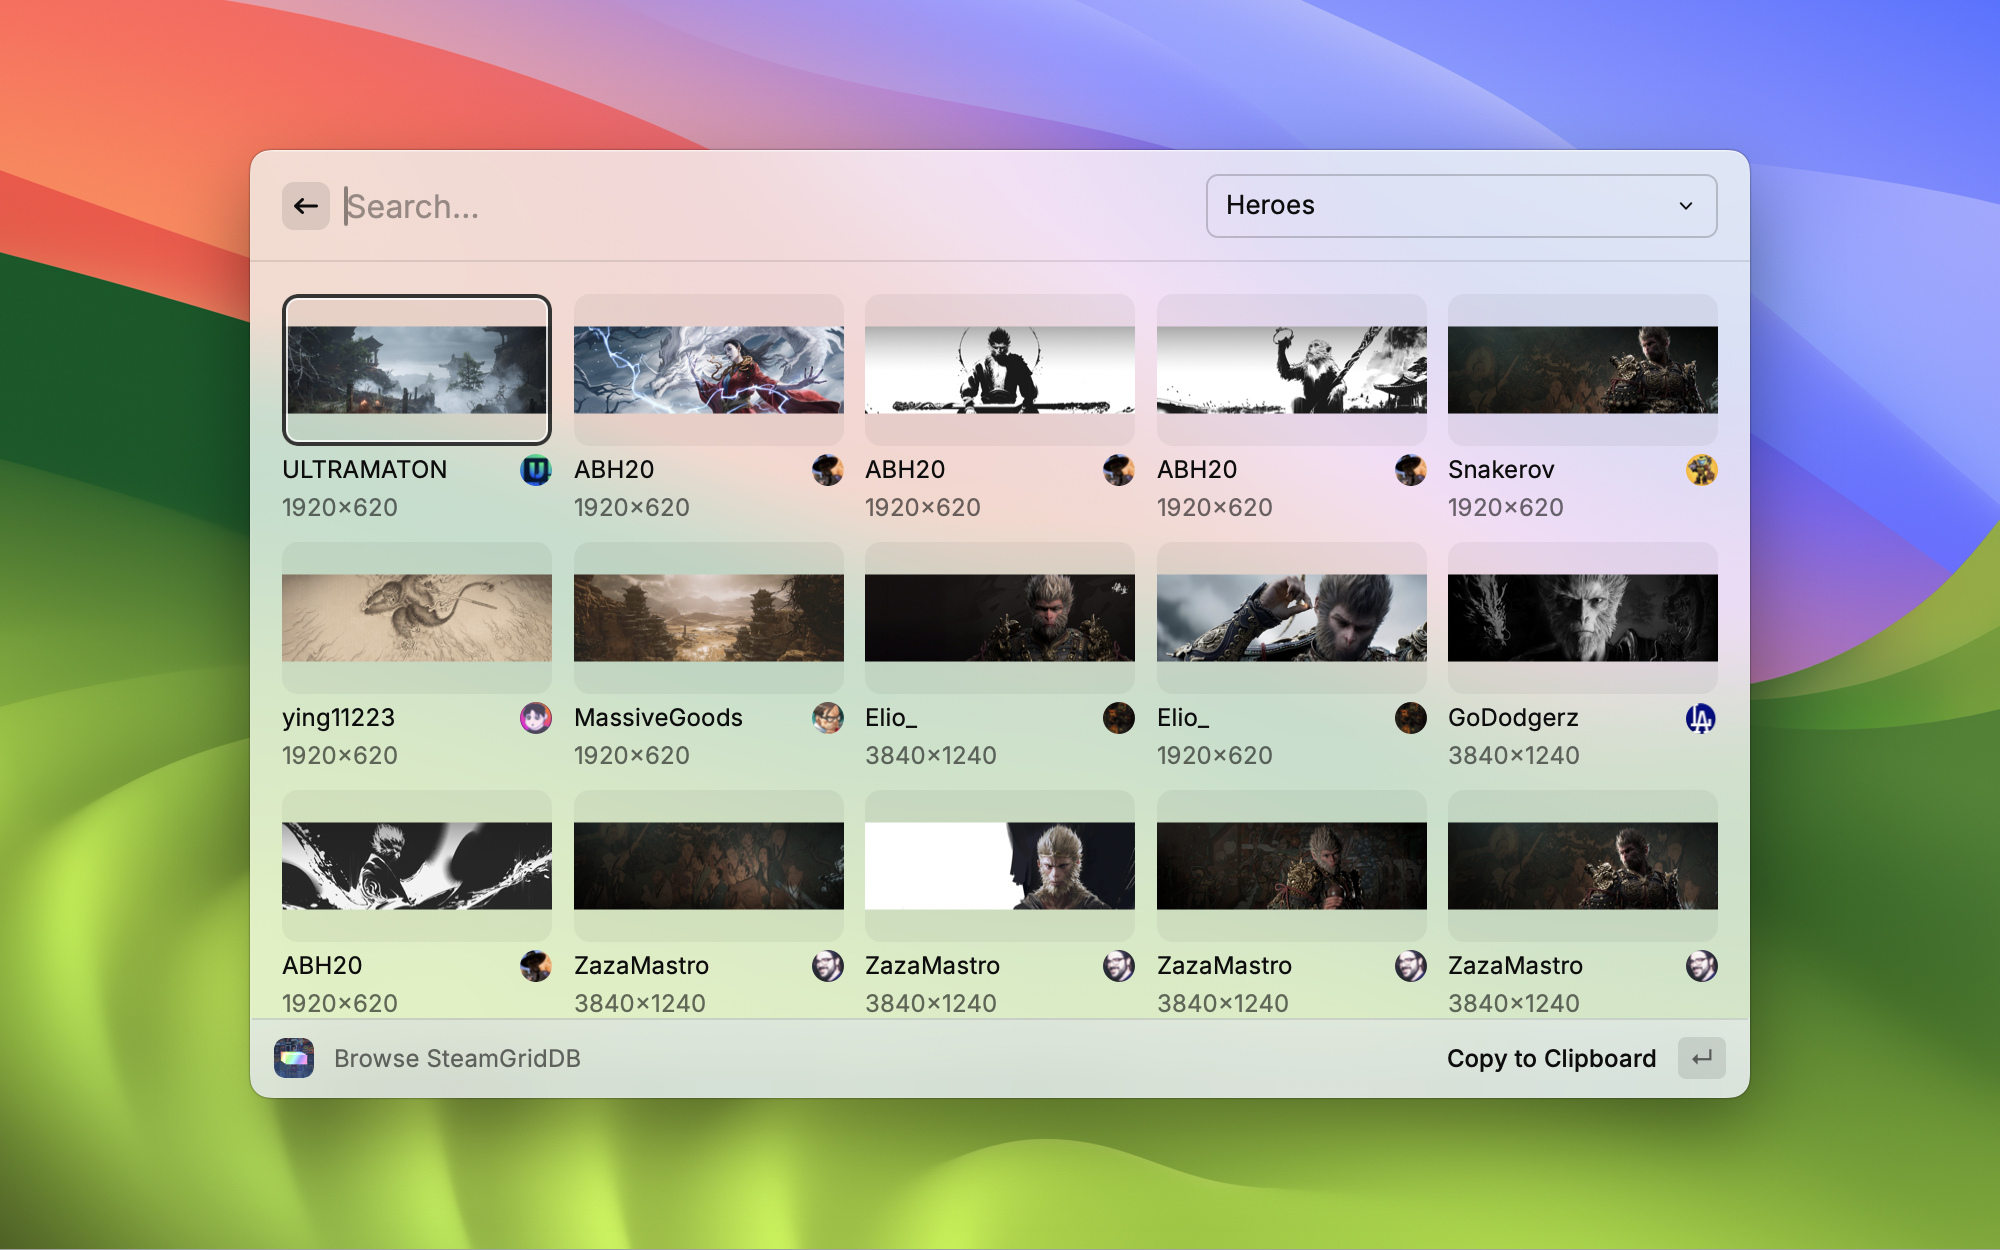 Search...
Heroes
ULTRAMATON
1920×620
ABH20
1920×620
ABH20
1920×620
ABH20
1920×620
Snakerov
1920×620
ying11223
1920×620
MassiveGoods
1920×620
Elio_
3840×1240
Elio_
1920×620
GoDodgerz
3840×1240
ABH20
1920×620
ZazaMastro
3840×1240
ZazaMastro
3840×1240
ZazaMastro
3840×1240
ZazaMastro
3840×1240
Browse SteamGridDB
Copy to Clipboard